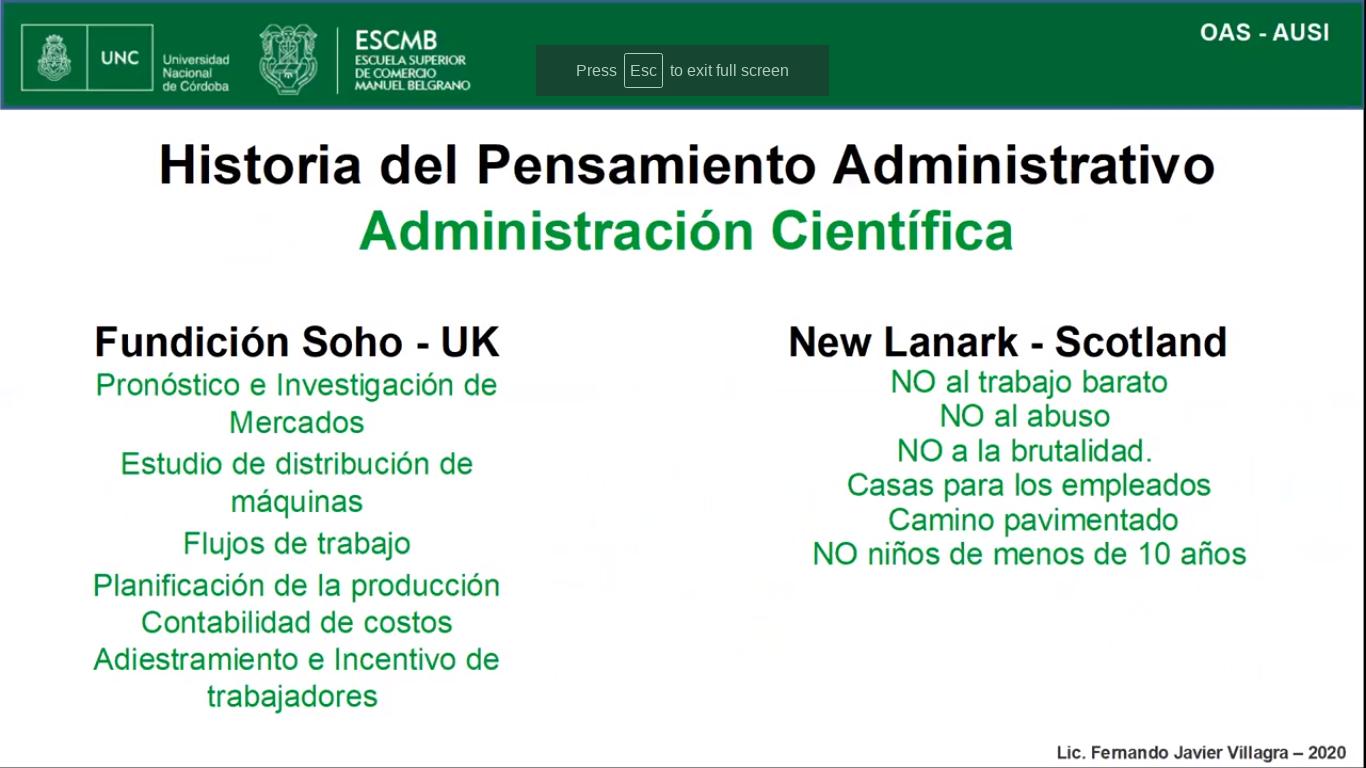 UNC
Universidad
Nacional
de Córdoba
ESCMB
ESCUELA SUPERIOR
DE COMERCIO
MANUEL BELGRANO
Press Esc to exit full screen
OAS - AUSI
Historia del Pensamiento Administrativo
Administración Científica
Fundición Soho - UK
Pronóstico e Investigación de
Mercados
Estudio de distribución de
máquinas
Flujos de trabajo
Planificación de la producción
Contabilidad de costos
Adiestramiento e Incentivo de
trabajadores
New Lanark - Scotland
NO al trabajo barato
NO al abuso
NO a la brutalidad.
Casas para los empleados
Camino pavimentado
NO niños de menos de 10 años
Lic. Fernando Javier Villagra – 2020